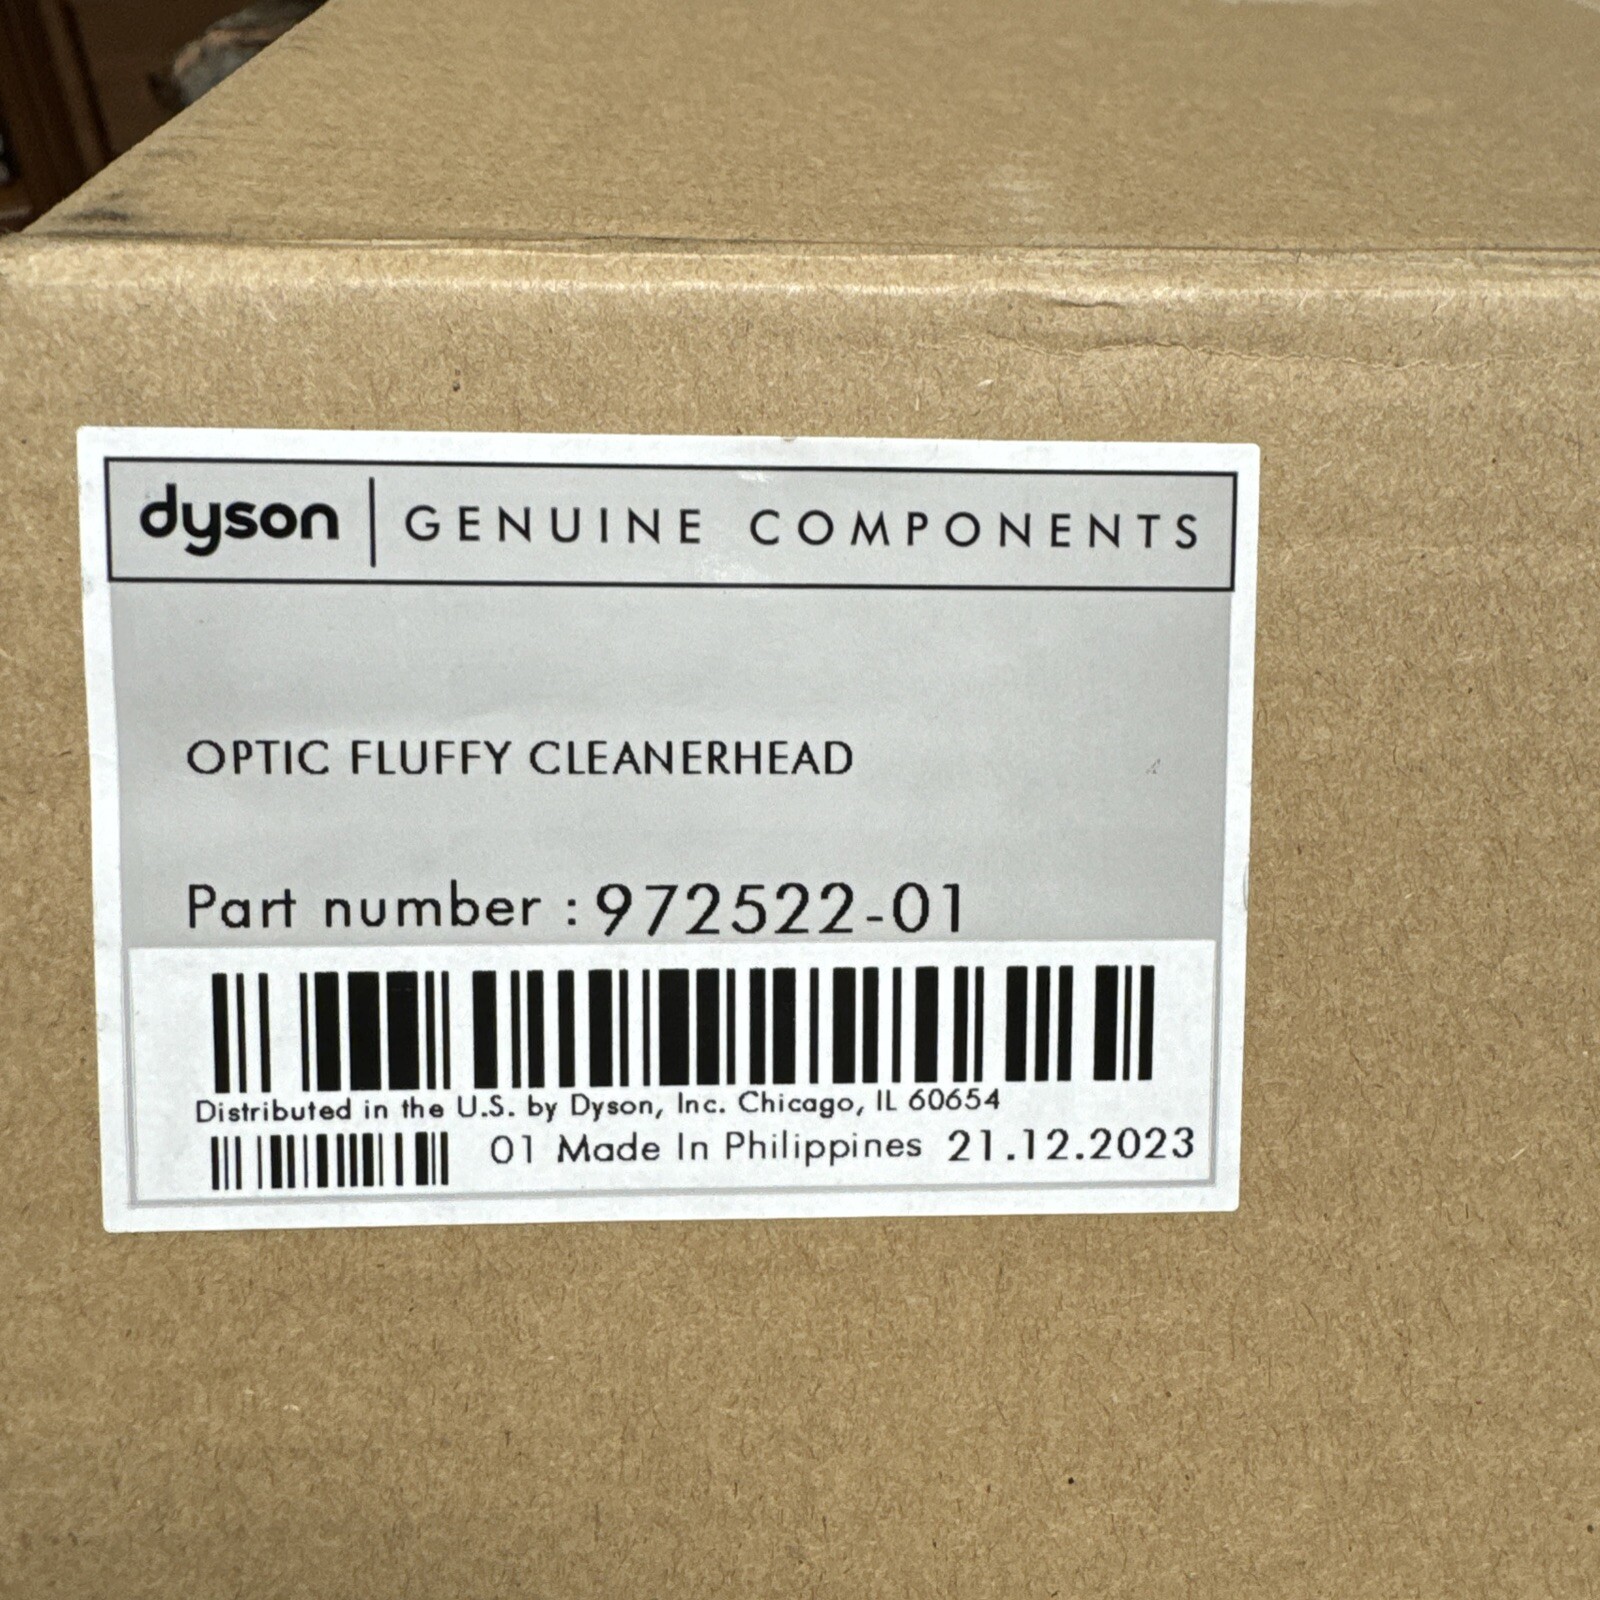 dyson | GENUINE COMPONENTS
OPTIC FLUFFY CLEANERHEAD
Part number : 972522-01
Distributed in the U.S. by Dyson, Inc. Chicago, IL 60654
01 Made In Philippines 21.12.2023